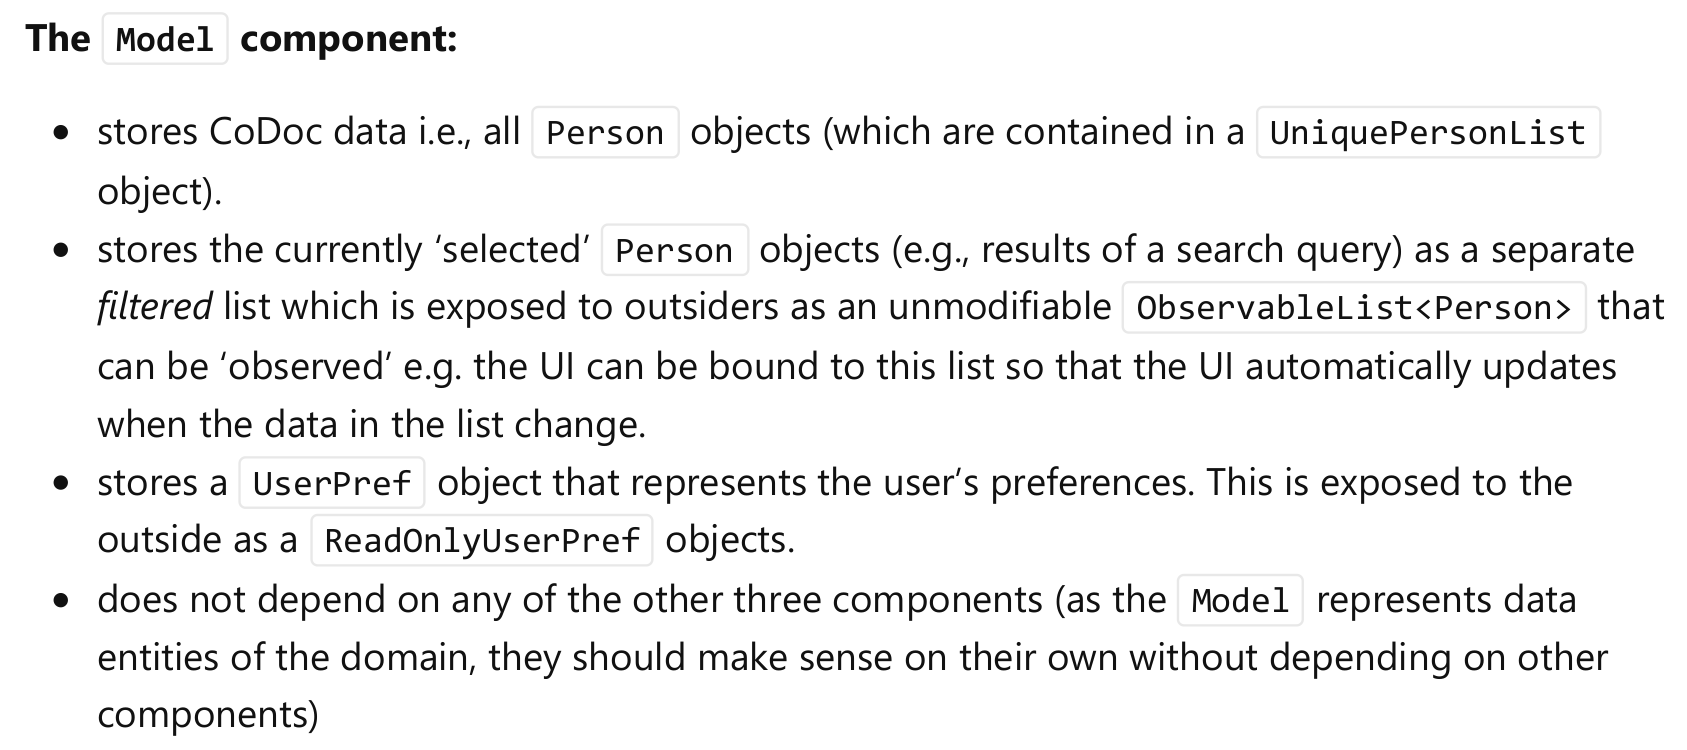 The Model component:
• stores CoDoc data i.e., all Person objects (which are contained in a UniquePersonList
object).
• stores the currently ‘selected’ Person objects (e.g., results of a search query) as a separate
filtered list which is exposed to outsiders as an unmodifiable ObservableList<Person> that
can be ‘observed’ e.g. the UI can be bound to this list so that the UI automatically updates
when the data in the list change.
• stores a UserPref object that represents the user’s preferences. This is exposed to the
outside as a ReadOnlyUserPref objects.
• does not depend on any of the other three components (as the Model represents data
entities of the domain, they should make sense on their own without depending on other
components)